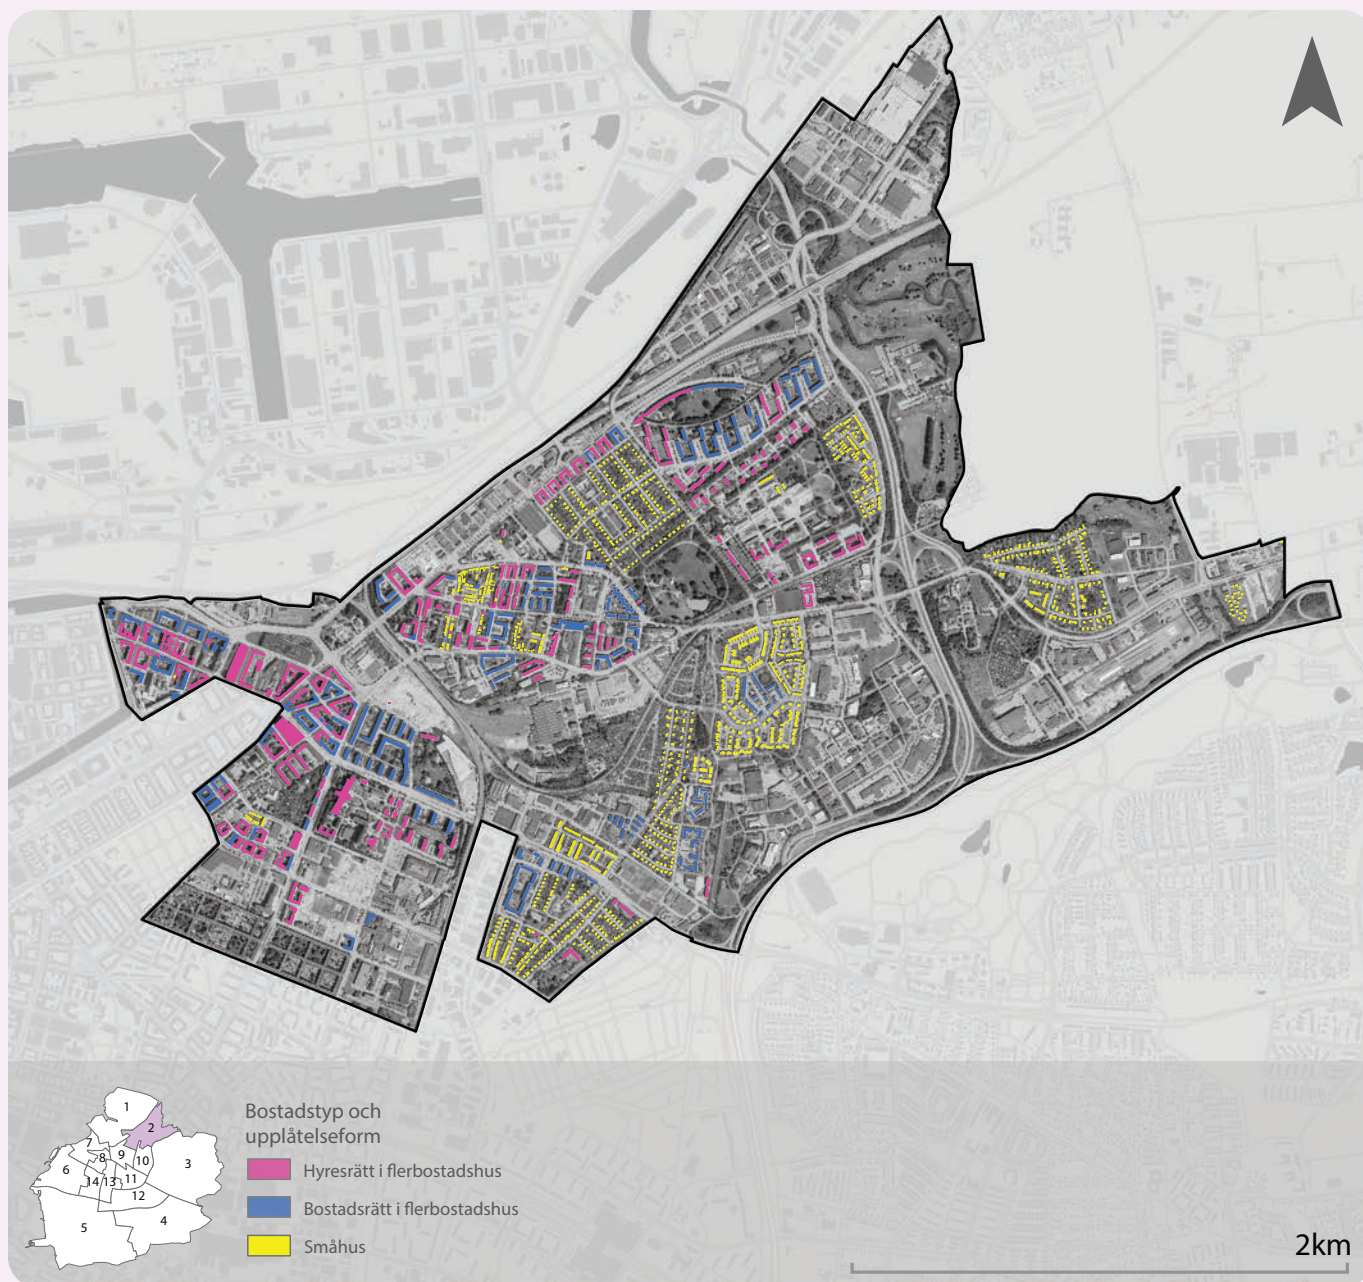 1
2
7
9
8
10
3
6
14
13
11
12
5
4
Bostadstyp och
upplåtelseform
Hyresrätt i flerbostadshus
Bostadsrätt i flerbostadshus
Småhus
2km